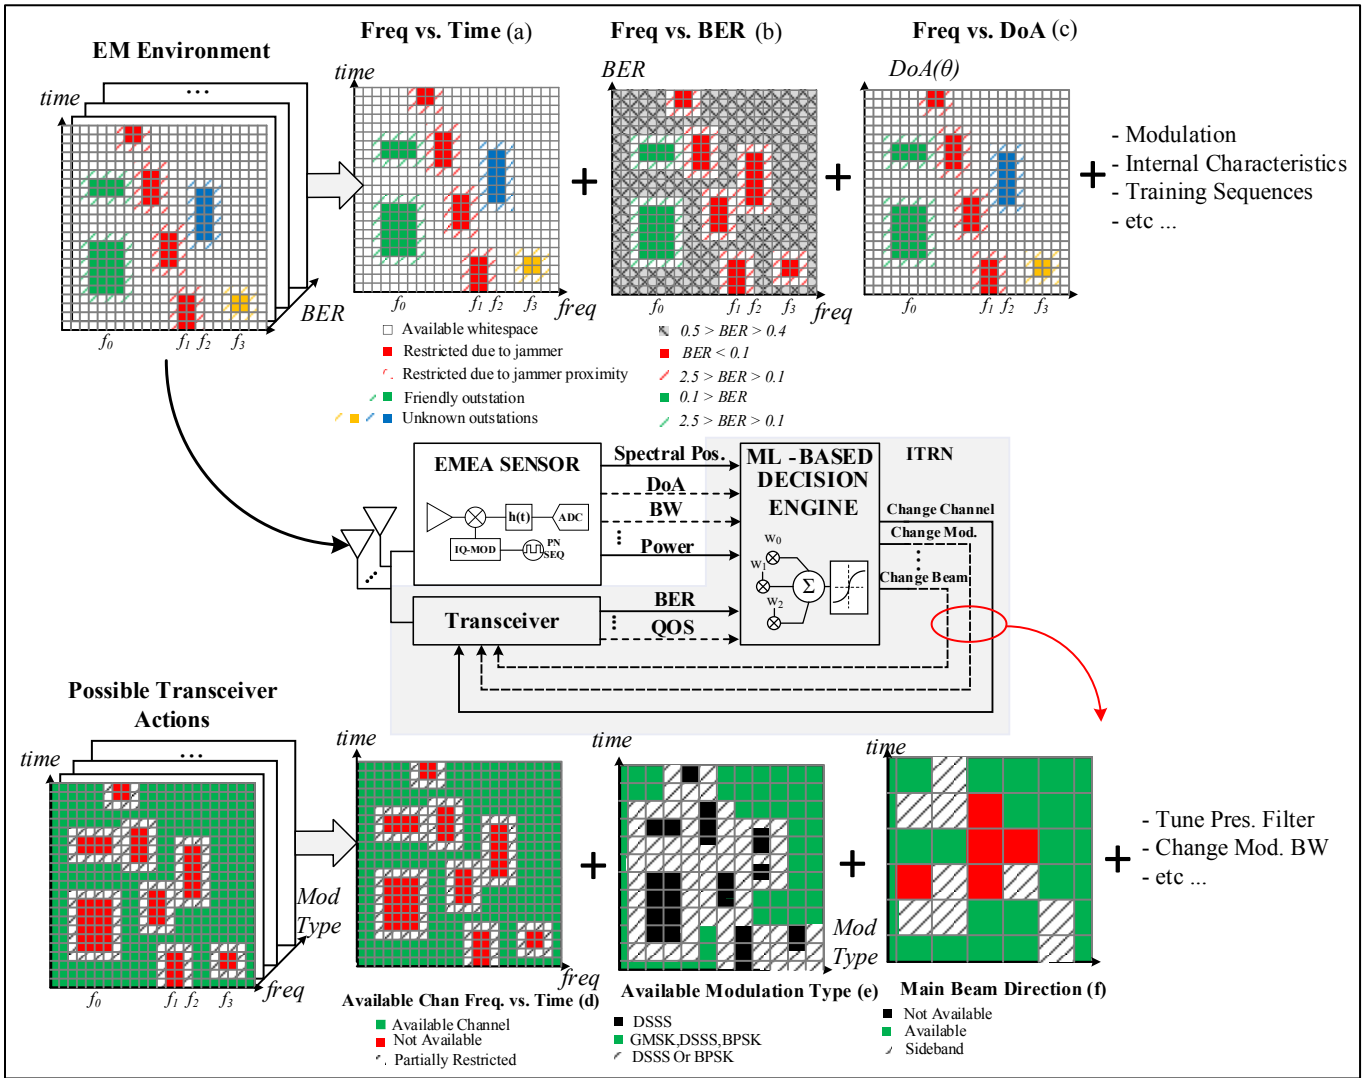 EM Environment
Freq vs. Time (a)
Freq vs. BER (b)
Freq vs. DoA (c)
...
time
BER
f0
f1 f2
f3
time
f0
f1 f2
f3
freq
+
BER
f0
f1
f2
f3
freq
+
DoA(θ)
f0
f1 f2
f3
+
- Modulation
- Internal Characteristics
- Training Sequences
- etc ...
Available whitespace
Restricted due to jammer
Restricted due to jammer proximity
Friendly outstation
Unknown outstations
0.5 > BER > 0.4
BER < 0.1
2.5 > BER > 0.1
0.1 > BER
2.5 > BER > 0.1
EMEA SENSOR
h(t)
ADC
IQ-MOD
PN
SEQ
Spectral Pos.
DoA
BW
Power
Transceiver
BER
QOS
ML -BASED
DECISION
ENGINE
W0
W1
W2
Σ
ITRN
Change Channel
Change Mod.
Change Beam
Possible Transceiver
Actions
...
Mod
Type
f0
f1 f2
f3
freq
time
freq
+
time
Mod
Type
+
time
+
- Tune Pres. Filter
- Change Mod. BW
- etc ...
Available Chan Freq. vs. Time (d)
Available Channel
Not Available
Partially Restricted
Available Modulation Type (e)
DSSS
GMSK,DSSS,BPSK
DSSS Or BPSK
Main Beam Direction (f)
Not Available
Available
Sideband